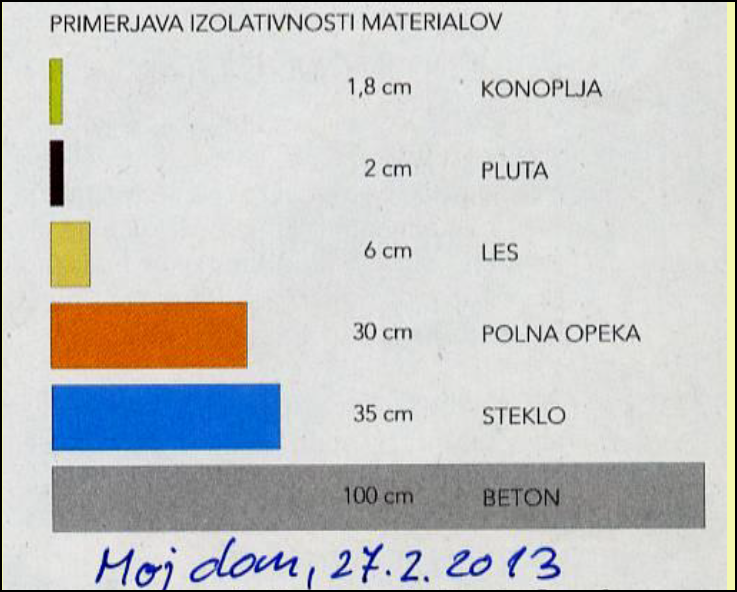 PRIMERJAVA IZOLATIVNOSTI MATERIALOV
1,8 cm KONOPLJA
2 cm PLUTA
6 cm LES
30 cm POLNA OPEKA
35 cm STEKLO
100 cm BETON
Moj dom, 27.2.2013